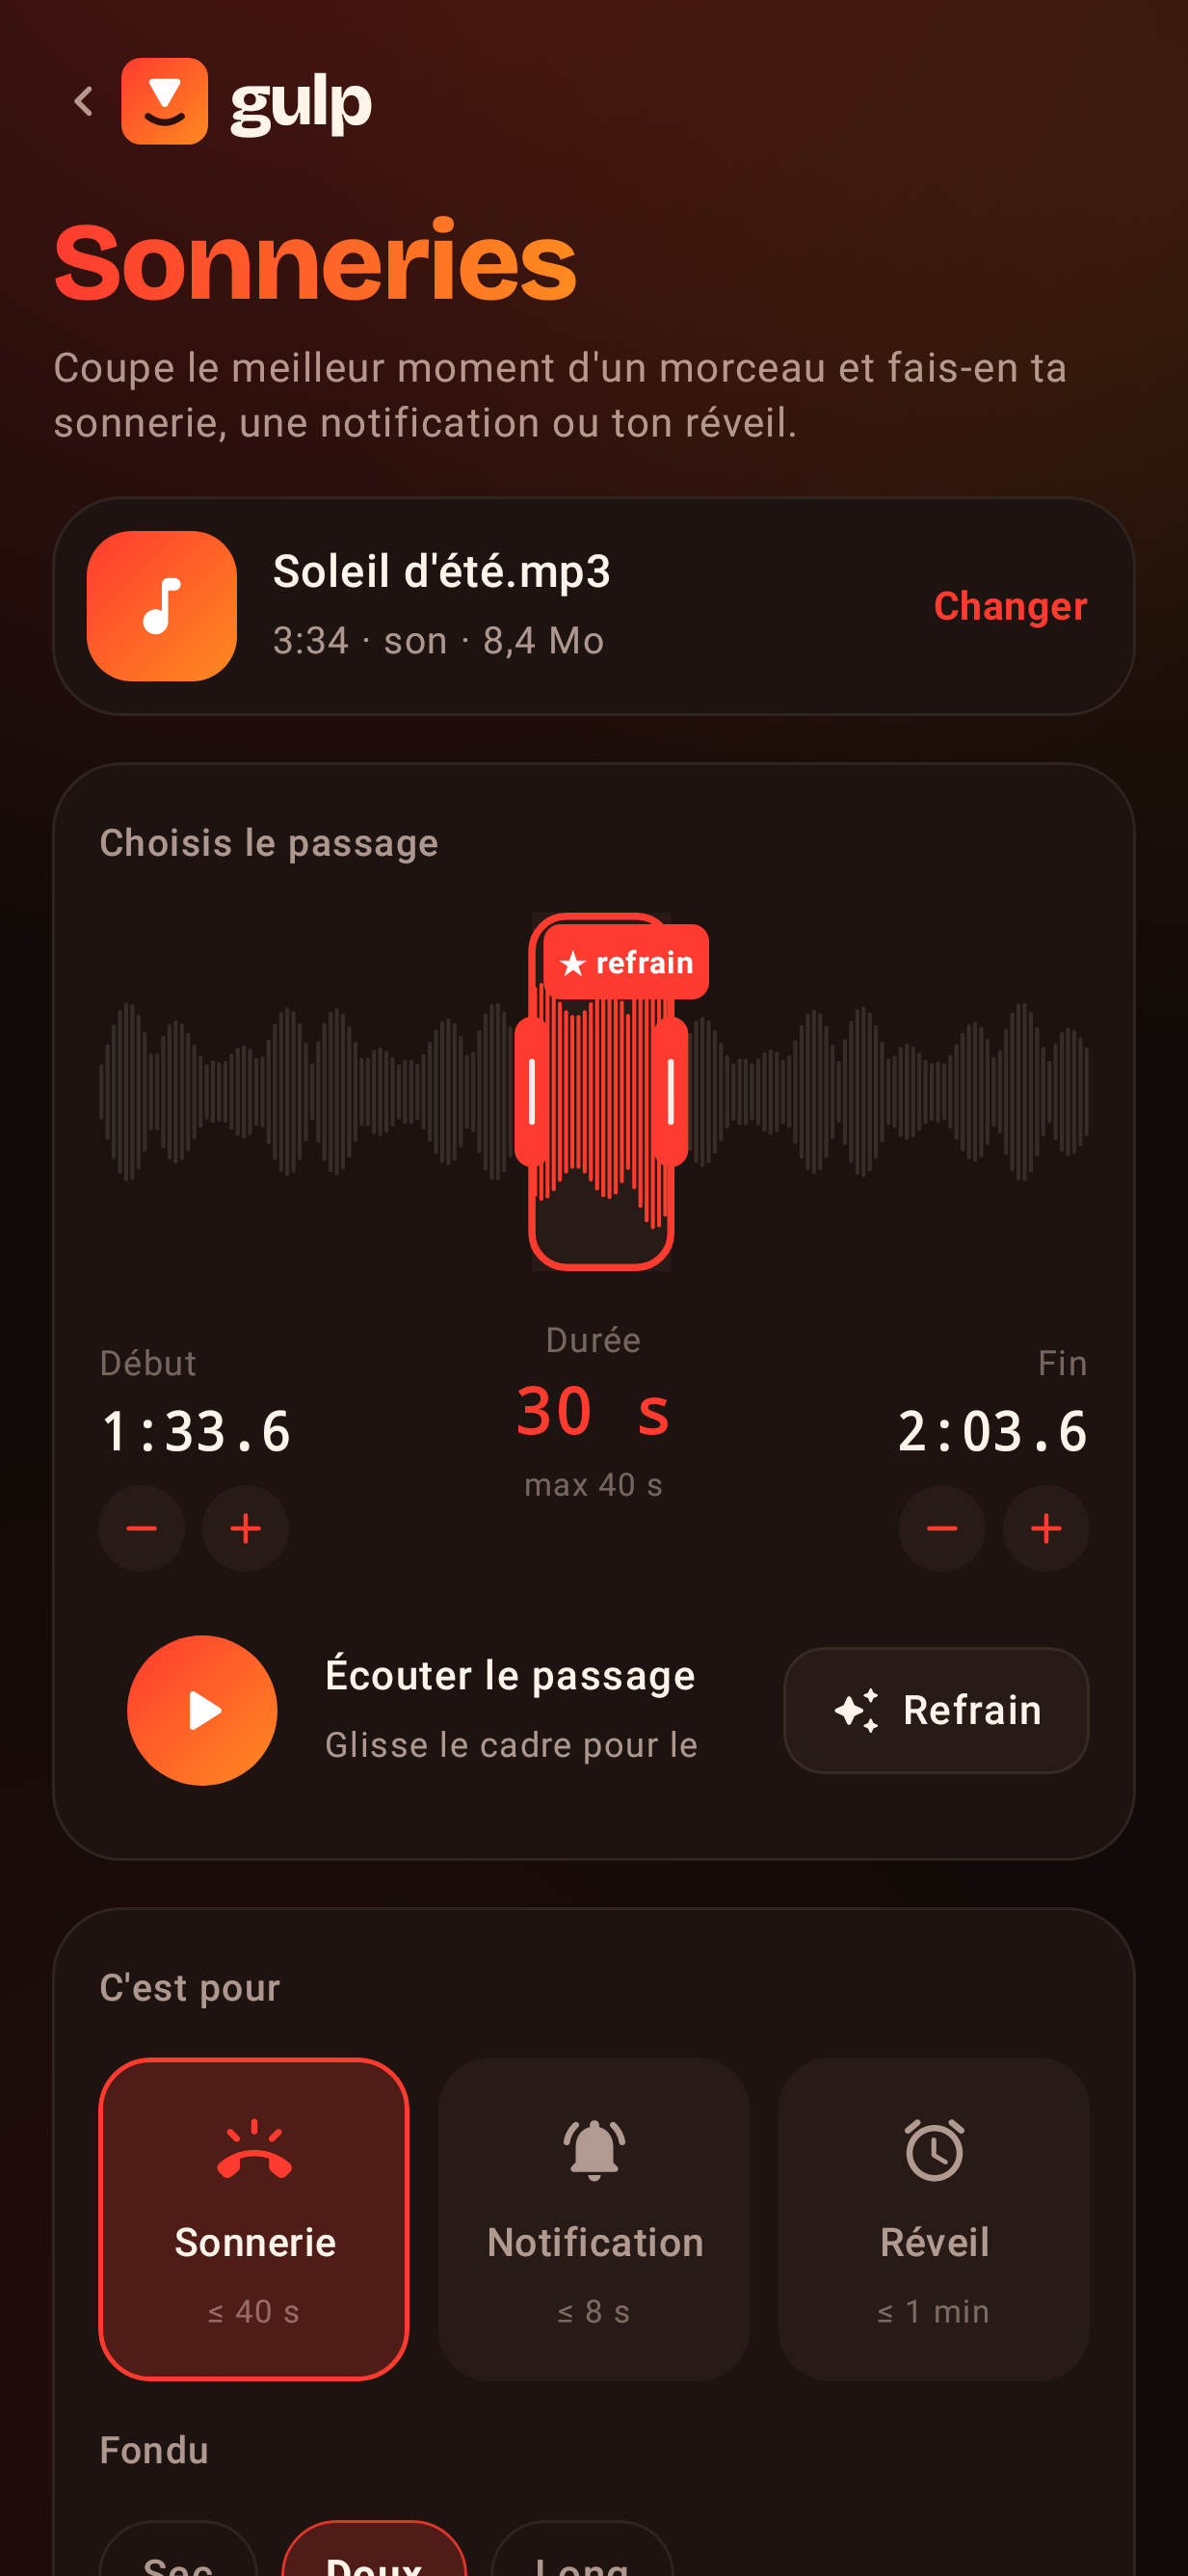 gulp
Sonneries
Coupe le meilleur moment d'un morceau et fais-en ta
sonnerie, une notification ou ton réveil.
Soleil d'été.mp3
3:34 · son · 8,4 Mo
Changer
Choisis le passage
★ refrain
Début
1:33.6
Durée
30 s
max 40 s
Fin
2:03.6
Écouter le passage
Glisse le cadre pour le
Refrain
C'est pour
Sonnerie
≤ 40 s
Notification
≤ 8 s
Réveil
≤ 1 min
Fondu
Sec
Doux
Long